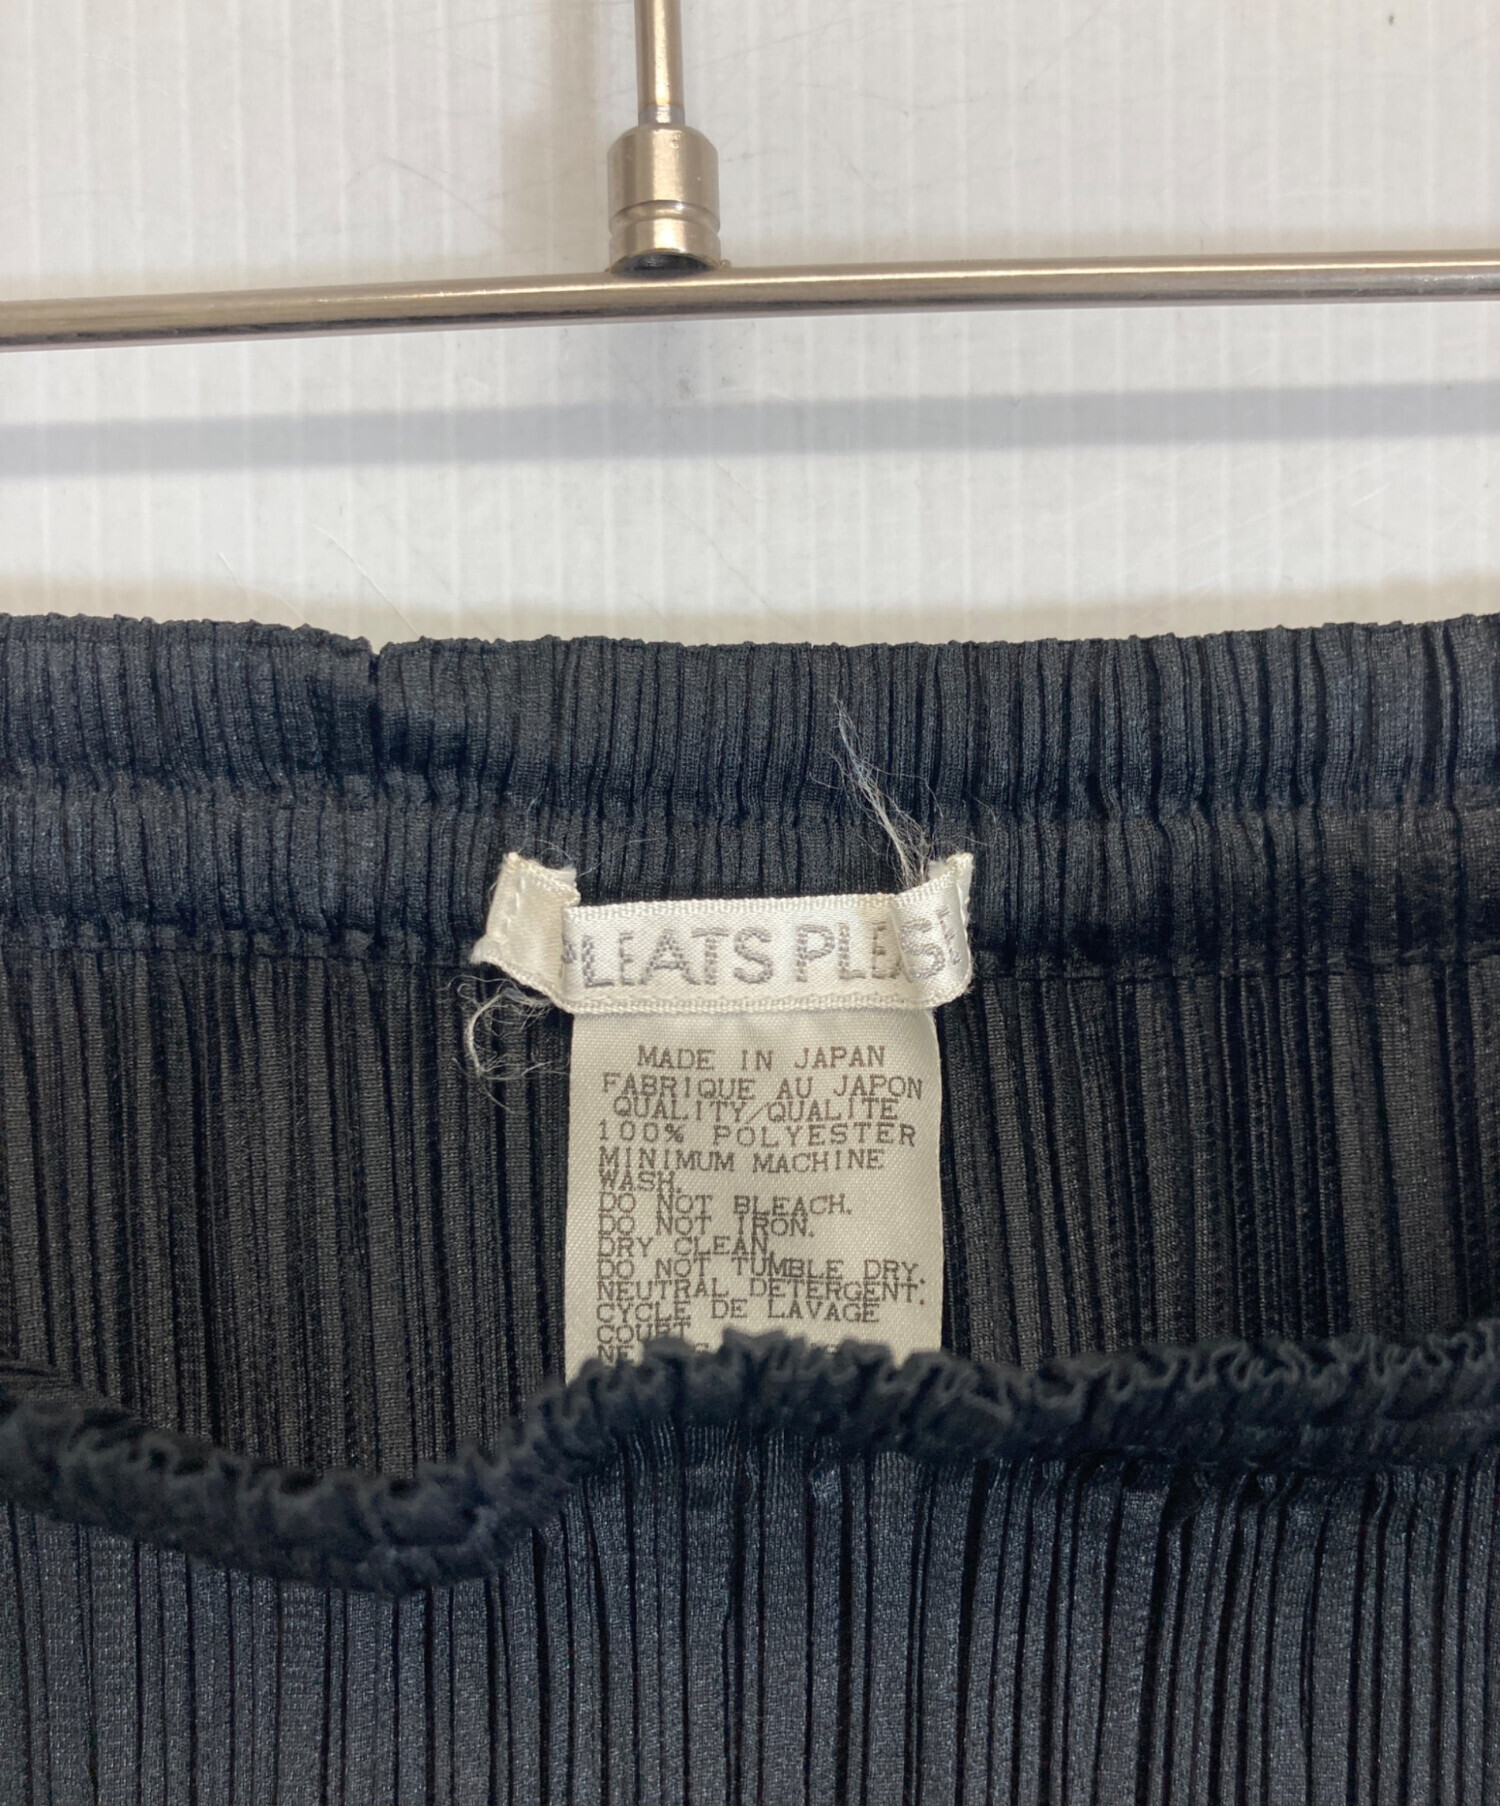 PLEATS PLEASE
MADE IN JAPAN
FABRIQUE AU JAPON
QUALITY/QUALITE
100% POLYESTER
MINIMUM MACHINE
WASH.
DO NOT BLEACH.
DO NOT IRON.
DRY CLEAN.
DO NOT TUMBLE DRY.
NEUTRAL DETERGENT.
CYCLE DE LAVAGE
COURT